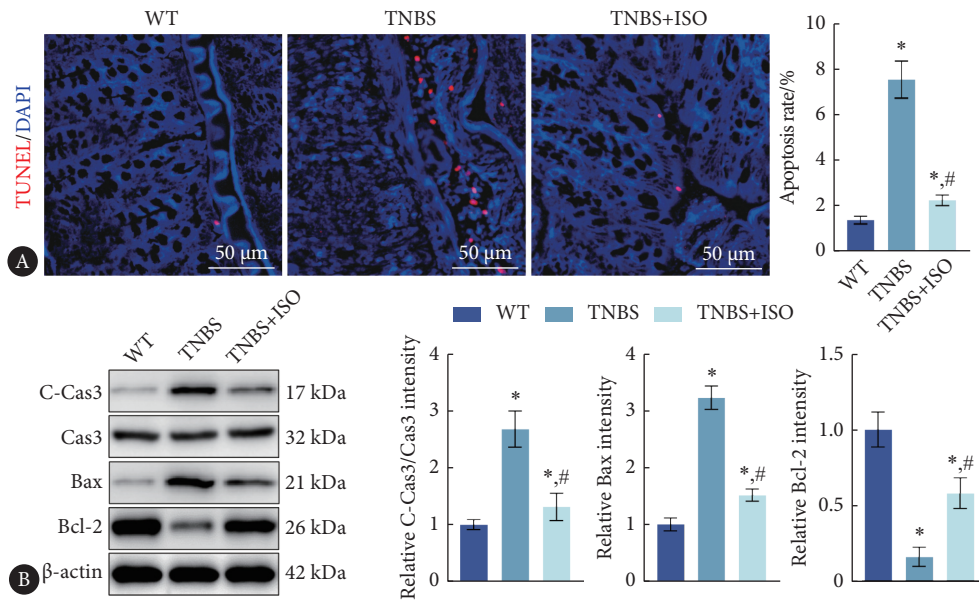 WT TNBS TNBS+ISO
TUNEL/DAPI
50 μm 50 μm 50 μm
A
Apoptosis rate/%
10
8
6
4
2
0
*
*,#
WT TNBS TNBS+ISO
WT TNBS TNBS+ISO
C-Cas3 17 kDa
Cas3 32 kDa
Bax 21 kDa
Bcl-2 26 kDa
β-actin 42 kDa
B
WT TNBS TNBS+ISO
Relative C-Cas3/Cas3 intensity
4
3
2
1
0
*
*,#
Relative Bax intensity
4
3
2
1
0
*
*,#
Relative Bcl-2 intensity
1.5
1.0
0.5
0
*
*,#